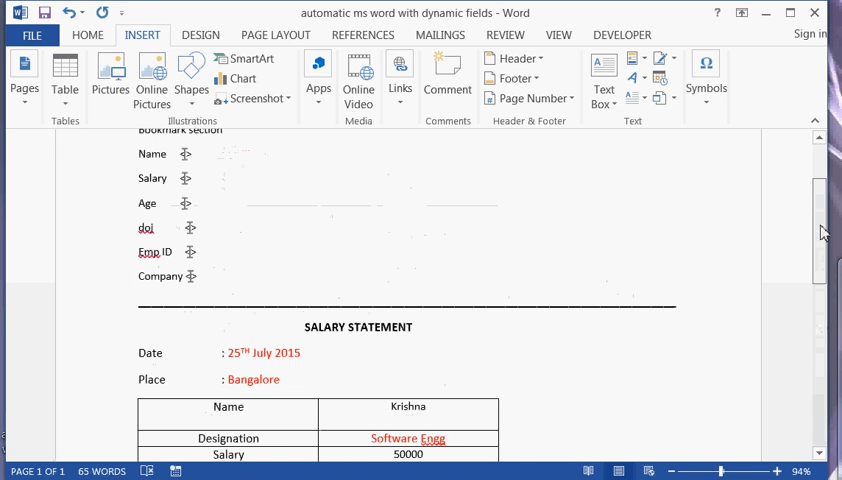 automatic ms word with dynamic fields - Word
FILE HOME INSERT DESIGN PAGE LAYOUT REFERENCES MAILINGS REVIEW VIEW DEVELOPER Sign in
Pages
Table
Pictures
Online Pictures
Shapes
SmartArt
Chart
Screenshot
Apps
Online Video
Links
Comment
Header
Footer
Page Number
Text Box
Symbols
Tables Illustrations Media Comments Header & Footer Text
Bookmark section
Name
Salary
Age
doj
Emp ID
Company
SALARY STATEMENT
Date : 25TH July 2015
Place : Bangalore
Name Krishna
Designation Software Engg
Salary 50000
PAGE 1 OF 1 65 WORDS 94%